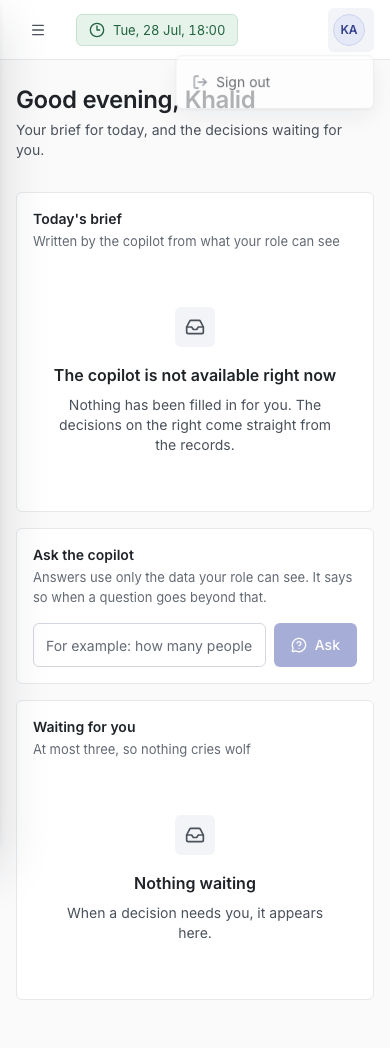 Tue, 28 Jul, 18:00
KA
Sign out
Good evening, Khalid
Your brief for today, and the decisions waiting for
you.
Today's brief
Written by the copilot from what your role can see
The copilot is not available right now
Nothing has been filled in for you. The
decisions on the right come straight from
the records.
Ask the copilot
Answers use only the data your role can see. It says
so when a question goes beyond that.
For example: how many people
Ask
Waiting for you
At most three, so nothing cries wolf
Nothing waiting
When a decision needs you, it appears
here.